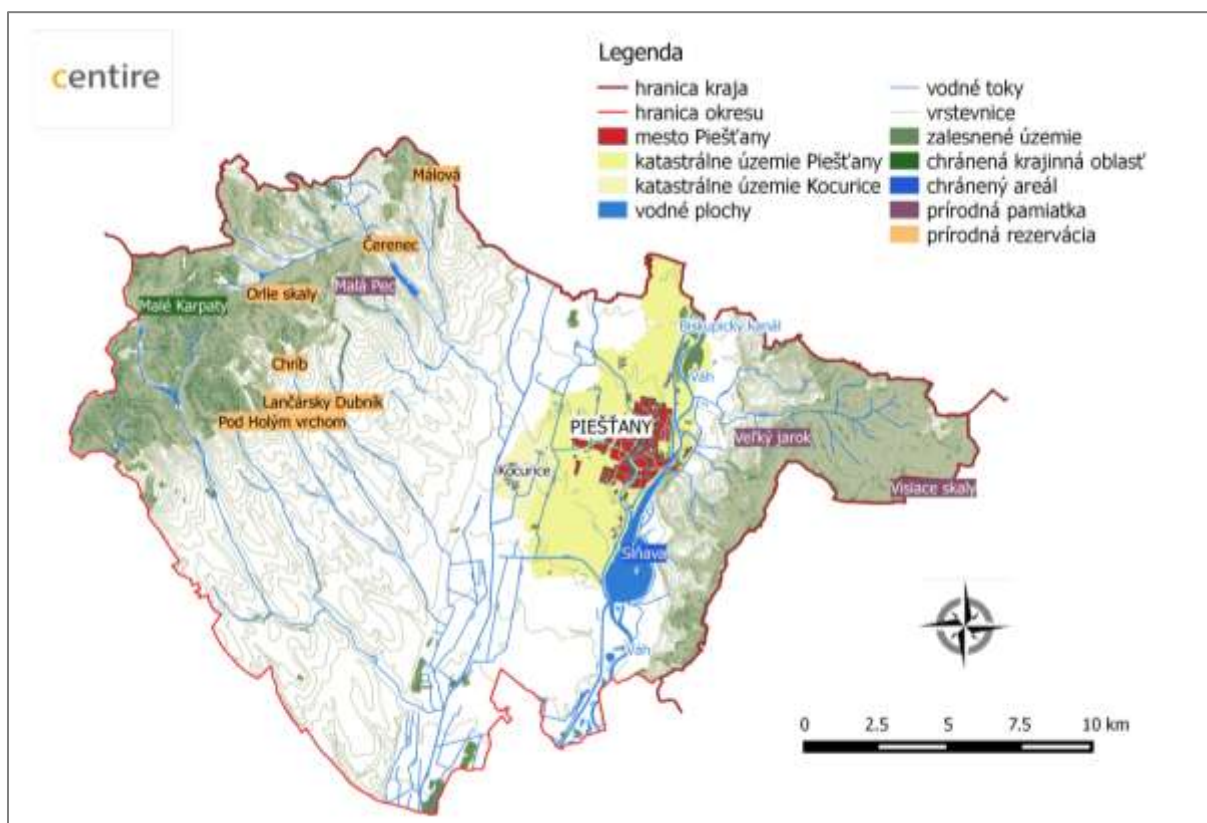 centire
Legenda
hranica kraja
hranica okresu
mesto Piešťany
katastrálne územie Piešťany
katastrálne územie Kocurice
vodné plochy
vodné toky
vrstevnice
zalesnené územie
chránená krajinná oblasť
chránený areál
prírodná pamiatka
prírodná rezervácia
Málová
Čerenec
Malá Pec
Orlie skaly
Malé Karpaty
Biskupický kanál
Chríb
Váh
Lančársky Dubník
Pod Holým vrchom
PIEŠŤANY
Veľký jarok
Kocurice
Visiace skaly
Sĺňava
Váh
0 2.5 5 7.5 10 km